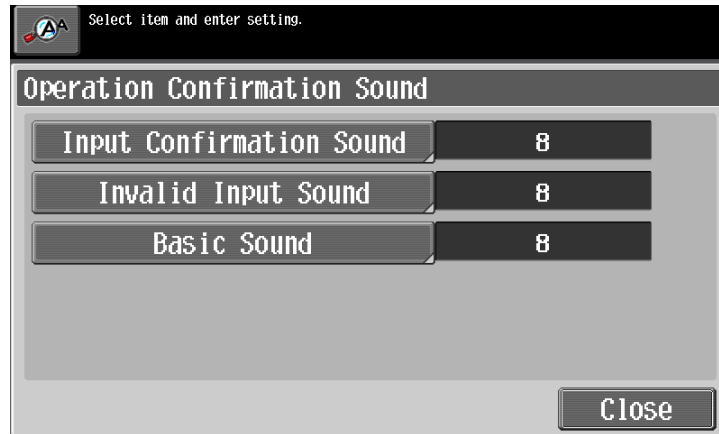 Select item and enter setting.
Operation Confirmation Sound
Input Confirmation Sound 8
Invalid Input Sound 8
Basic Sound 8
Close